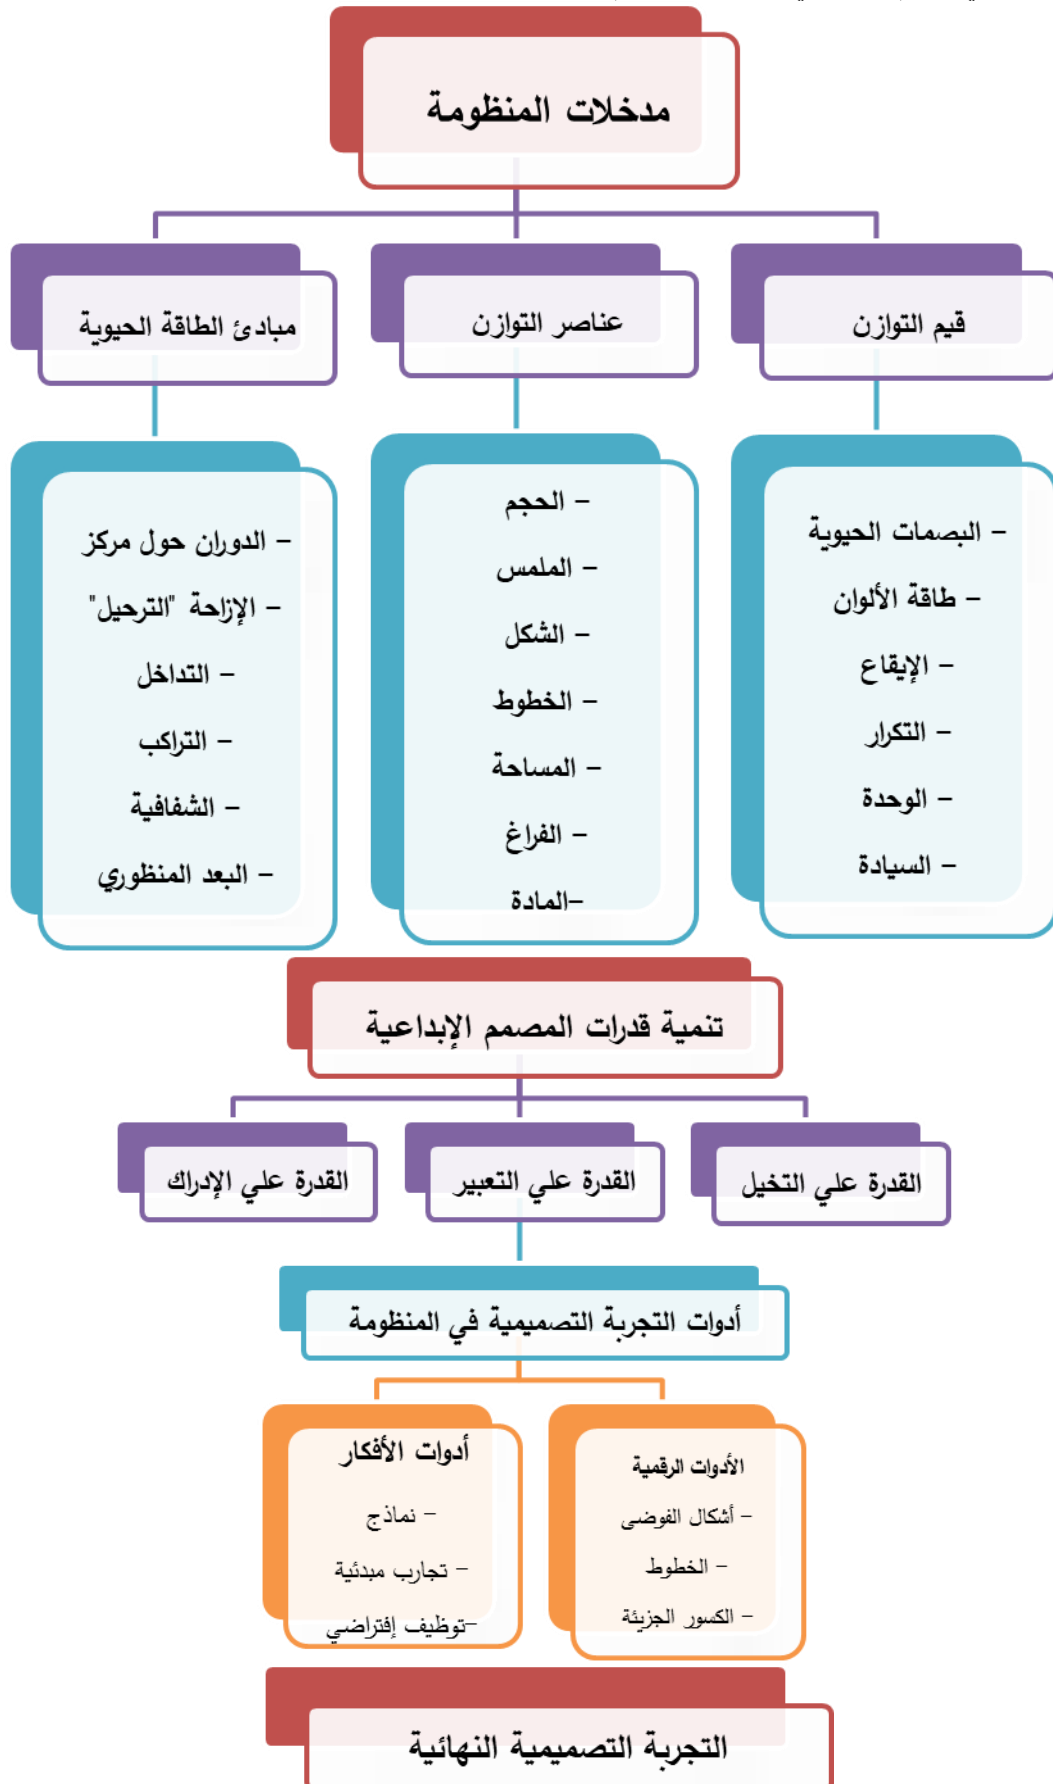 مدخلات المنظومة
قيم التوازن
عناصر التوازن
مبادئ الطاقة الحيوية
- البصمات الحيوية
- طاقة الألوان
- الإيقاع
- التكرار
- الوحدة
- السيادة
- الحجم
- الملمس
- الشكل
- الخطوط
- المساحة
- الفراغ
-المادة
- الدوران حول مركز
- الإزاحة "الترحيل"
- التداخل
- التراكب
- الشفافية
- البعد المنظوري
تنمية قدرات المصمم الإبداعية
القدرة علي التخيل
القدرة علي التعبير
القدرة علي الإدراك
أدوات التجربة التصميمية في المنظومة
الأدوات الرقمية
- أشكال الفوضى
- الخطوط
- الكسور الجزيئة
أدوات الأفكار
- نماذج
- تجارب مبدئية
-توظيف إفتراضي
التجربة التصميمية النهائية